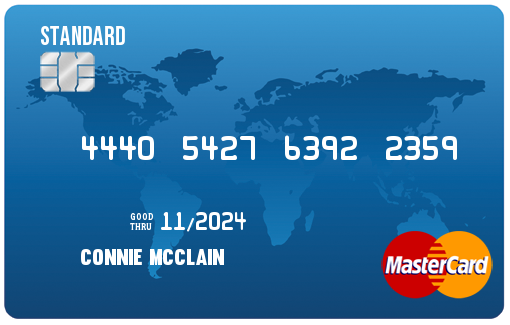 STANDARD
4440 5427 6392 2359
GOOD THRU 11/2024
CONNIE MCCLAIN
MasterCard